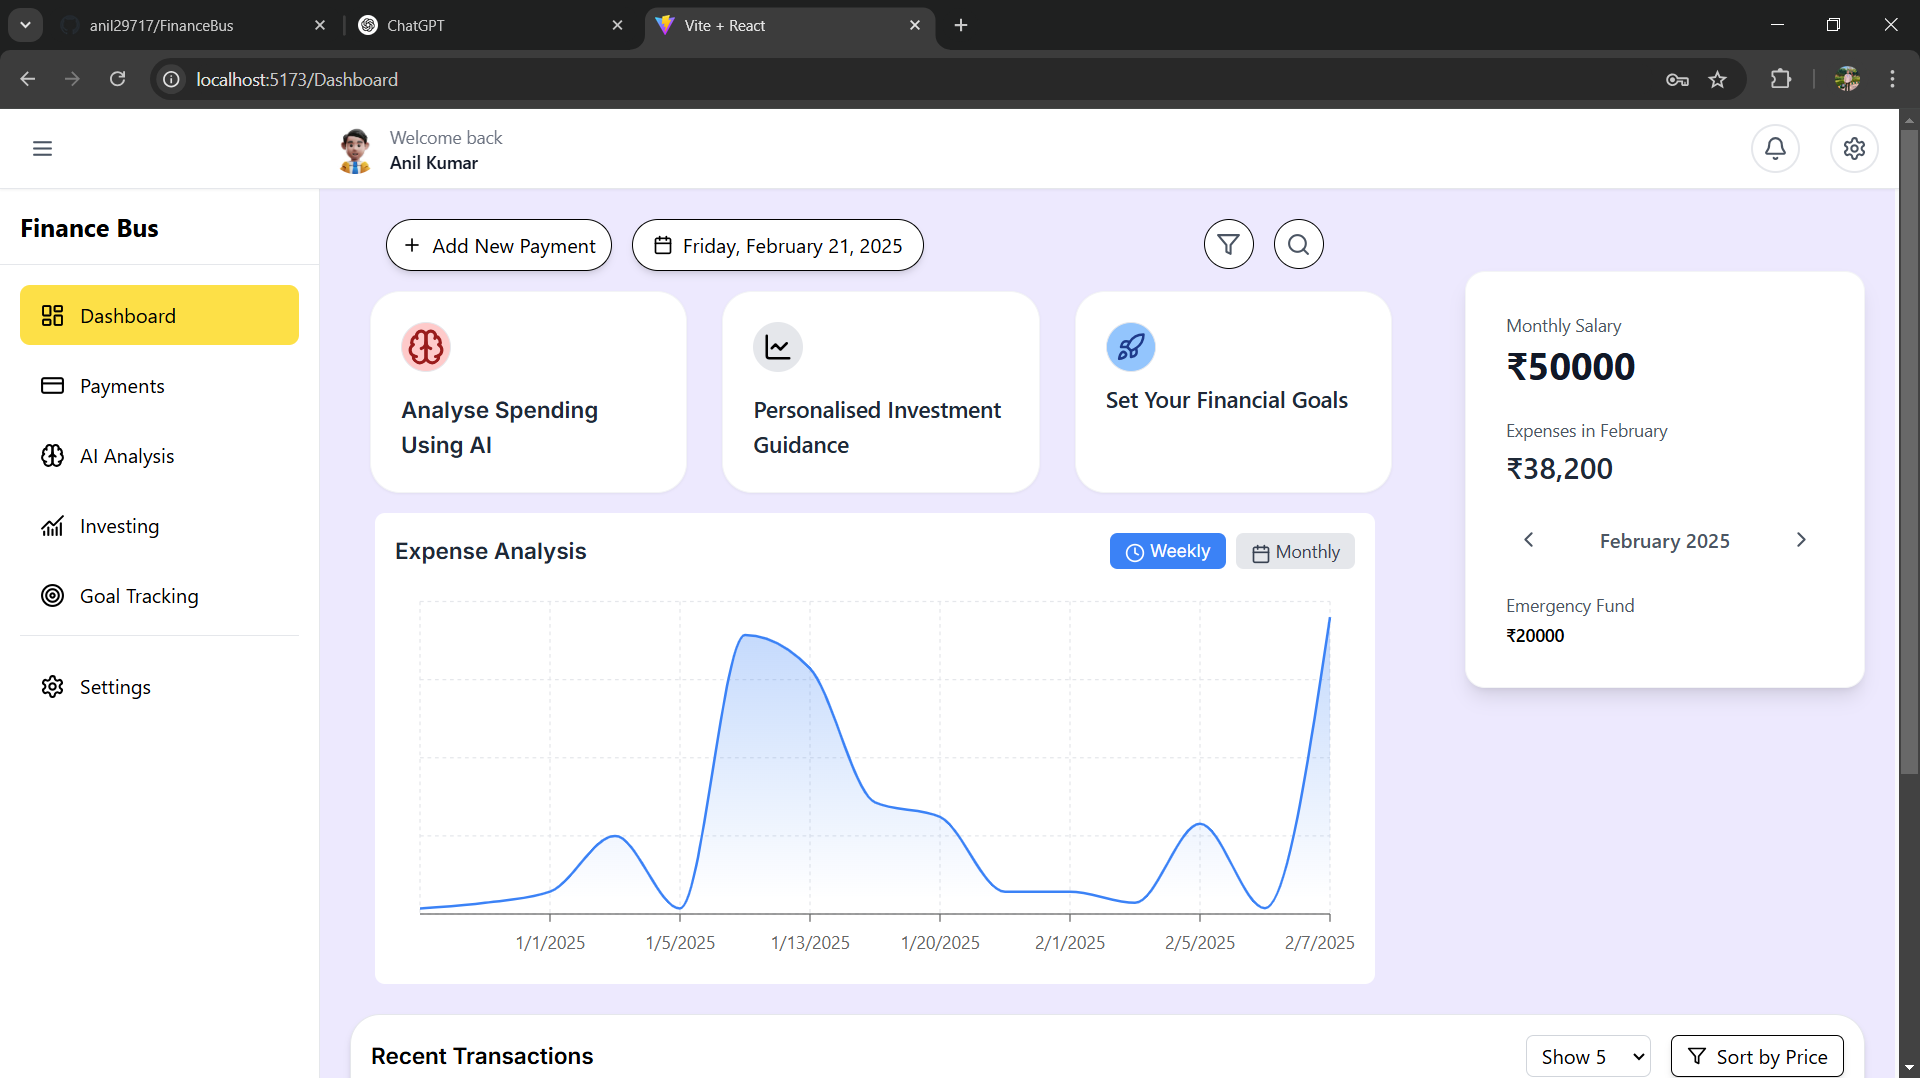 anil29717/FinanceBus
ChatGPT
Vite + React
localhost:5173/Dashboard
Welcome back
Anil Kumar
Finance Bus
Dashboard
Payments
AI Analysis
Investing
Goal Tracking
Settings
Add New Payment
Friday, February 21, 2025
Analyse Spending
Using AI
Personalised Investment
Guidance
Set Your Financial Goals
Monthly Salary
₹50000
Expenses in February
₹38,200
February 2025
Emergency Fund
₹20000
Expense Analysis
Weekly
Monthly
1/1/2025
1/5/2025
1/13/2025
1/20/2025
2/1/2025
2/5/2025
2/7/2025
Recent Transactions
Show 5
Sort by Price